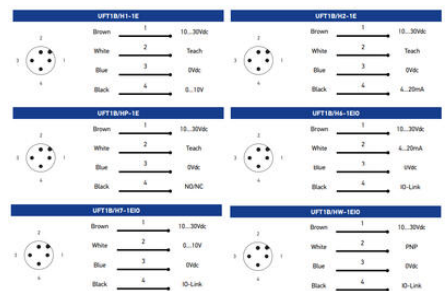 UFT1B/H1-1E
Brown 1 10...30Vdc
White 2 Teach
Blue 3 0Vdc
Black 4 0...10V
2
3 1
4
UFT1B/H2-1E
Brown 1 10...30Vdc
White 2 Teach
Blue 3 0Vdc
Black 4 4...20mA
2
3 1
4
UFT1B/HP-1E
Brown 1 10...30Vdc
White 2 Teach
Blue 3 0Vdc
Black 4 NO/NC
2
3 1
4
UFT1B/H6-1EIO
Brown 1 10...30Vdc
White 2 4...20mA
Blue 3 0Vdc
Black 4 IO-Link
2
3 1
4
UFT1B/H7-1EIO
Brown 1 10...30Vdc
White 2 0...10V
Blue 3 0Vdc
Black 4 IO-Link
2
3 1
4
UFT1B/HW-1EIO
Brown 1 10...30Vdc
White 2 PNP
Blue 3 0Vdc
Black 4 IO-Link
2
3 1
4